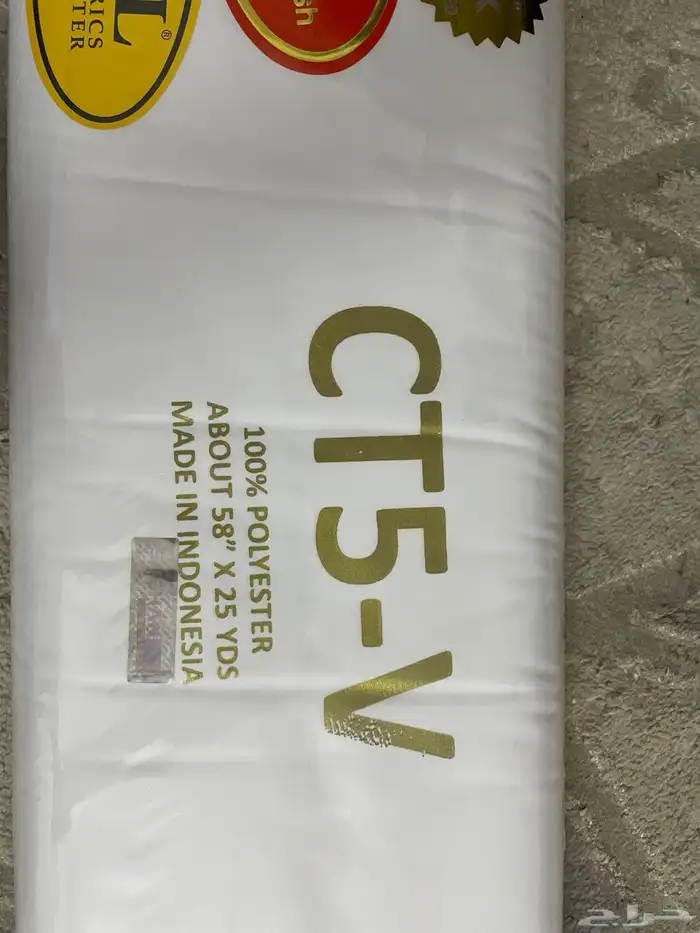 L®
RICS
TER
sh
CT5-V
100% POLYESTER
ABOUT 58" X 25 YDS
MADE IN INDONESIA
حراج